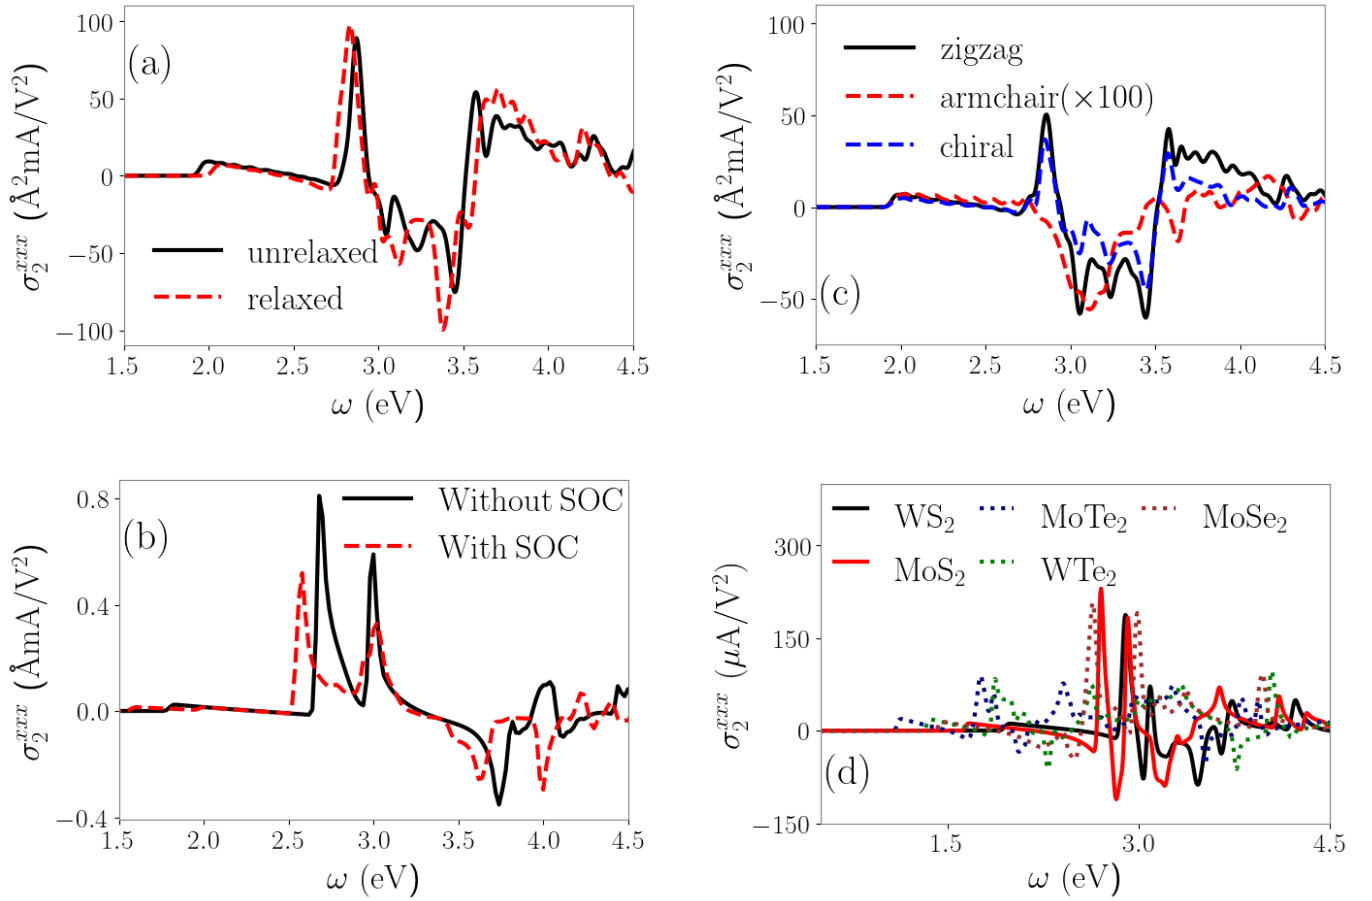 (a)
σ₂ˣˣˣ (Å²mA/V²)
100
50
0
−50
−100
unrelaxed
relaxed
1.5 2.0 2.5 3.0 3.5 4.0 4.5
ω (eV)
(c)
σ₂ˣˣˣ (Å²mA/V²)
100
50
0
−50
zigzag
armchair(×100)
chiral
1.5 2.0 2.5 3.0 3.5 4.0 4.5
ω (eV)
(b)
σ₂ˣˣˣ (ÅmA/V²)
0.8
0.4
0.0
−0.4
Without SOC
With SOC
1.5 2.0 2.5 3.0 3.5 4.0 4.5
ω (eV)
(d)
σ₂ˣˣˣ (μA/V²)
300
150
0
−150
WS₂ MoTe₂ MoSe₂
MoS₂ WTe₂
1.5 3.0 4.5
ω (eV)